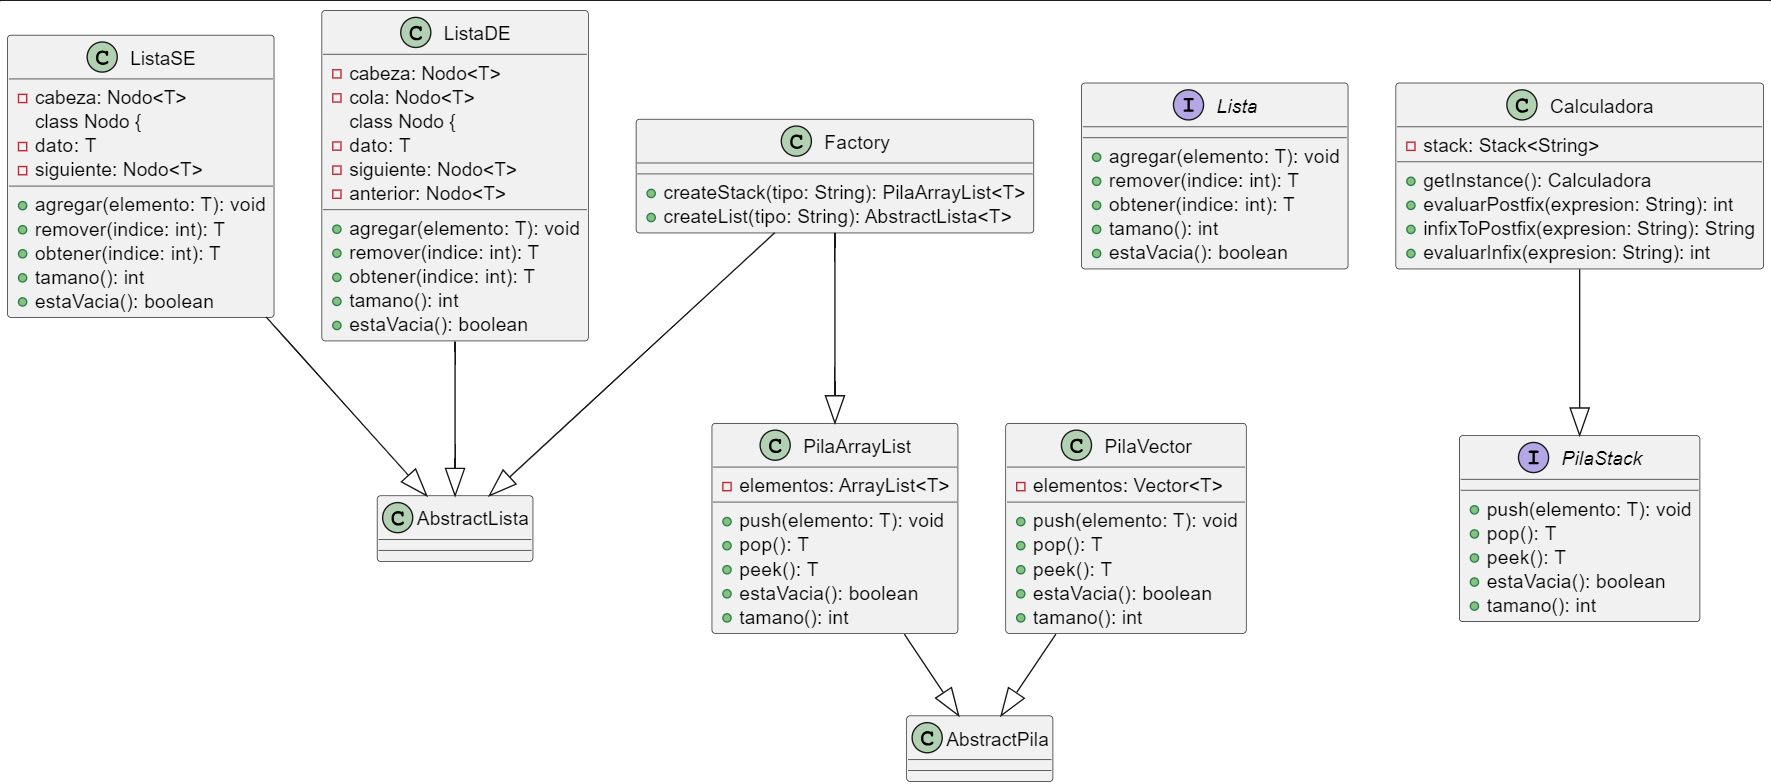 C ListaSE
cabeza: Nodo<T>
class Nodo {
dato: T
siguiente: Nodo<T>
agregar(elemento: T): void
remover(indice: int): T
obtener(indice: int): T
tamano(): int
estaVacia(): boolean
C ListaDE
cabeza: Nodo<T>
cola: Nodo<T>
class Nodo {
dato: T
siguiente: Nodo<T>
anterior: Nodo<T>
agregar(elemento: T): void
remover(indice: int): T
obtener(indice: int): T
tamano(): int
estaVacia(): boolean
C Factory
createStack(tipo: String): PilaArrayList<T>
createList(tipo: String): AbstractLista<T>
I Lista
agregar(elemento: T): void
remover(indice: int): T
obtener(indice: int): T
tamano(): int
estaVacia(): boolean
C Calculadora
stack: Stack<String>
getInstance(): Calculadora
evaluarPostfix(expresion: String): int
infixToPostfix(expresion: String): String
evaluarInfix(expresion: String): int
C AbstractLista
C PilaArrayList
elementos: ArrayList<T>
push(elemento: T): void
pop(): T
peek(): T
estaVacia(): boolean
tamano(): int
C PilaVector
elementos: Vector<T>
push(elemento: T): void
pop(): T
peek(): T
estaVacia(): boolean
tamano(): int
I PilaStack
push(elemento: T): void
pop(): T
peek(): T
estaVacia(): boolean
tamano(): int
C AbstractPila